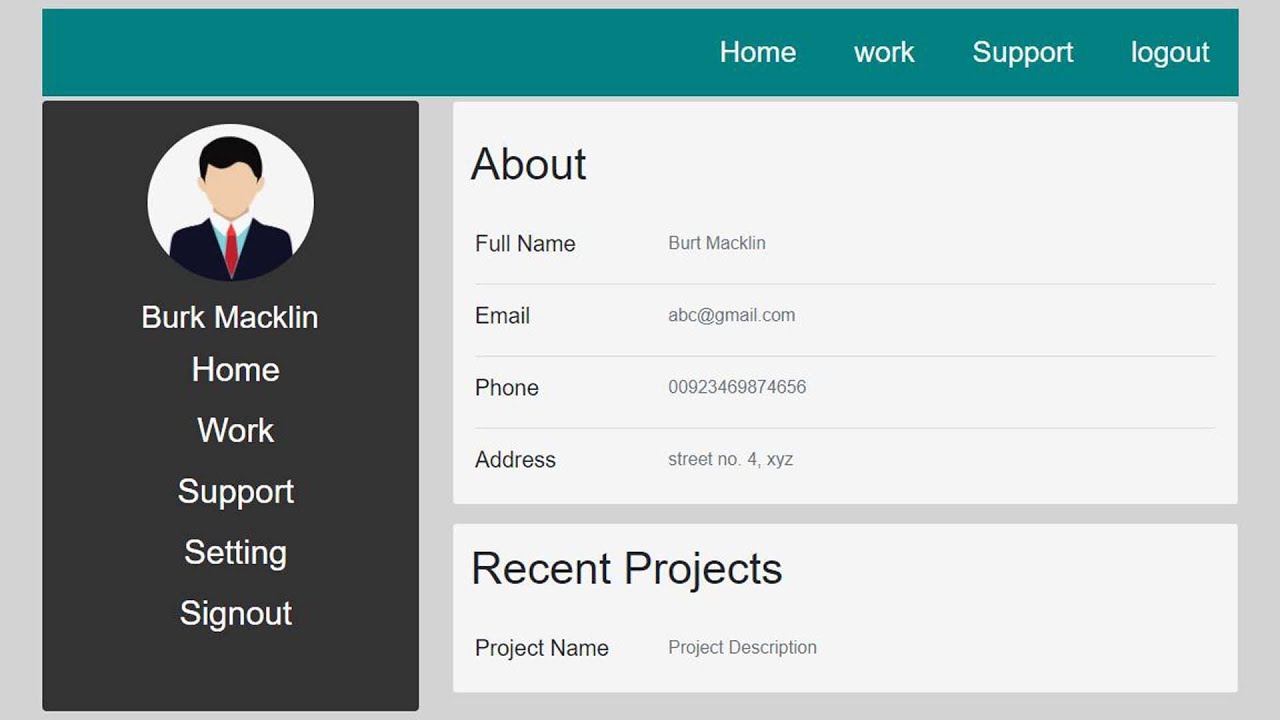 Home work Support logout
Burk Macklin
Home
Work
Support
Setting
Signout
About
Full Name Burt Macklin
Email abc@gmail.com
Phone 00923469874656
Address street no. 4, xyz
Recent Projects
Project Name Project Description